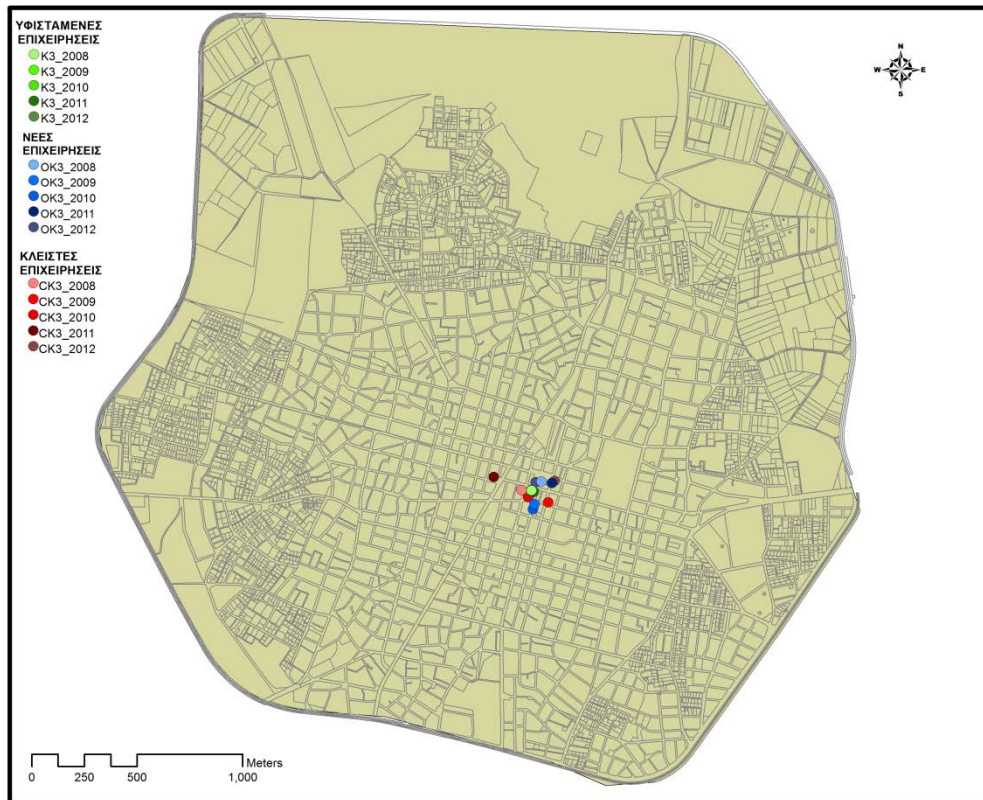 ΥΦΙΣΤΑΜΕΝΕΣ
ΕΠΙΧΕΙΡΗΣΕΙΣ
K3_2008
K3_2009
K3_2010
K3_2011
K3_2012
ΝΕΕΣ
ΕΠΙΧΕΙΡΗΣΕΙΣ
OK3_2008
OK3_2009
OK3_2010
OK3_2011
OK3_2012
ΚΛΕΙΣΤΕΣ
ΕΠΙΧΕΙΡΗΣΕΙΣ
CK3_2008
CK3_2009
CK3_2010
CK3_2011
CK3_2012
N
W E
S
Meters
0 250 500 1,000